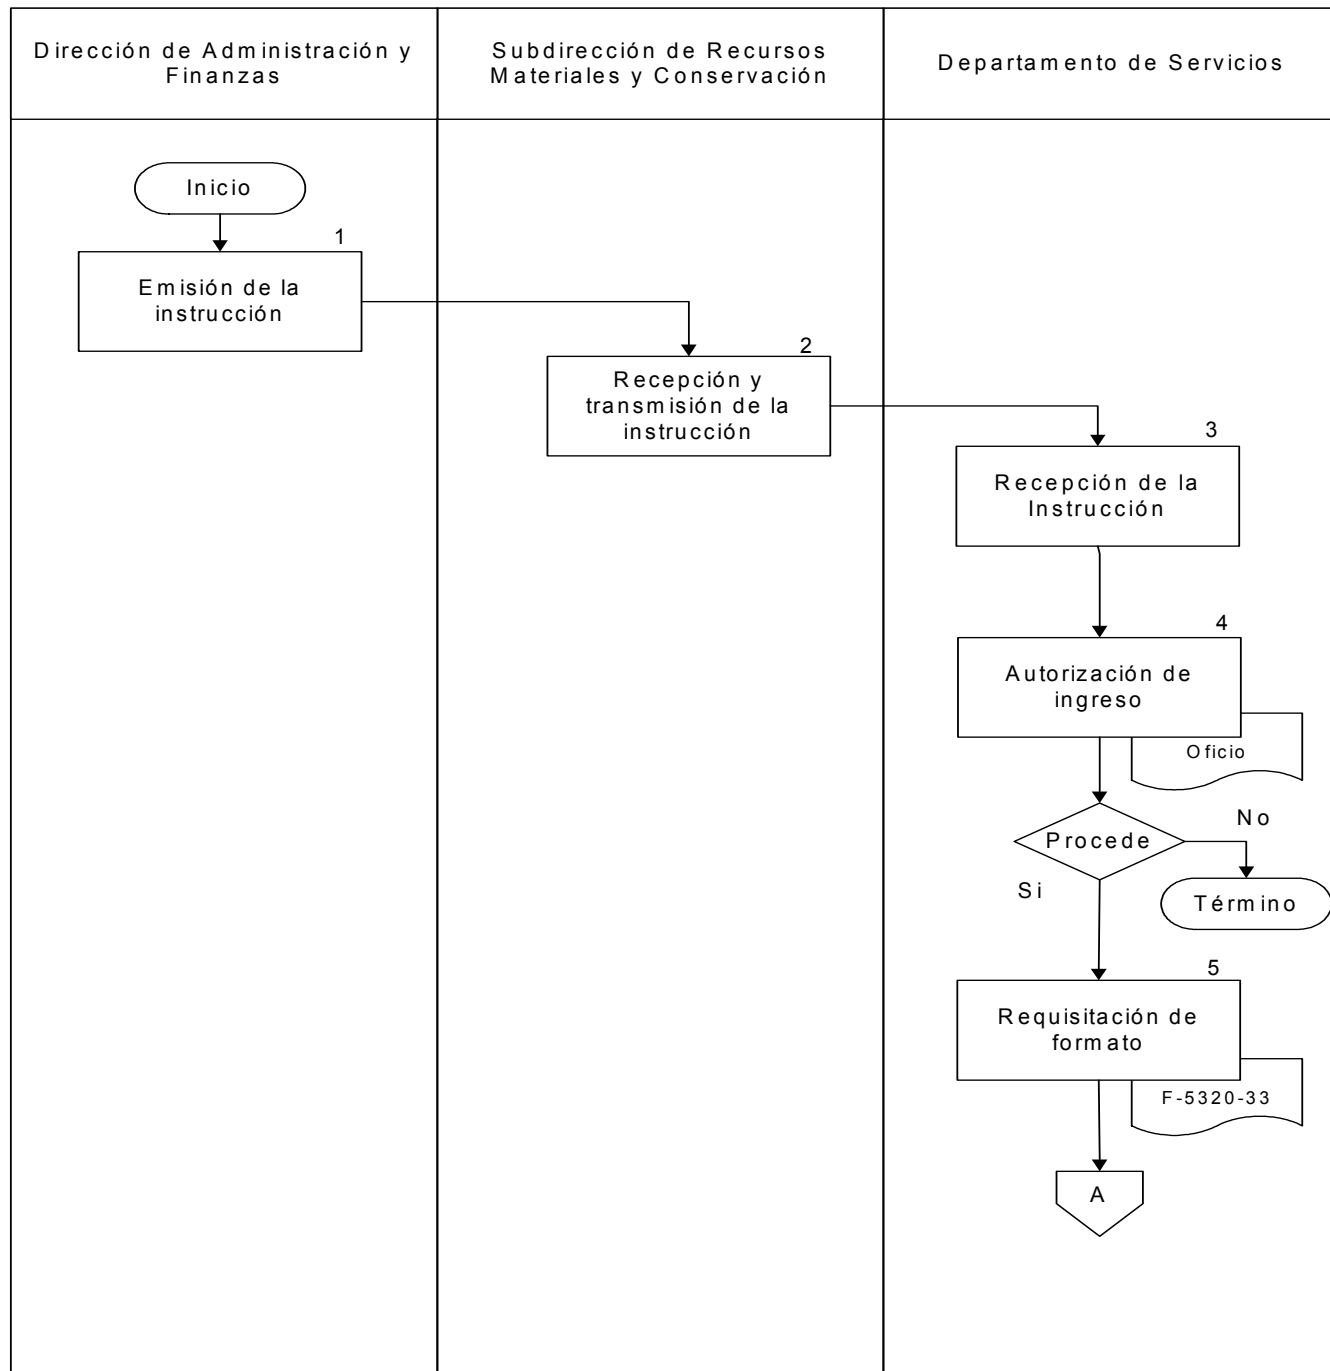 Dirección de Administración y
Finanzas
Subdirección de Recursos
Materiales y Conservación
Departamento de Servicios
Inicio
1
Emisión de la
instrucción
2
Recepción y
transmisión de la
instrucción
3
Recepción de la
Instrucción
4
Autorización de
ingreso
Oficio
Procede
No
Si
Término
5
Requisitación de
formato
F-5320-33
A